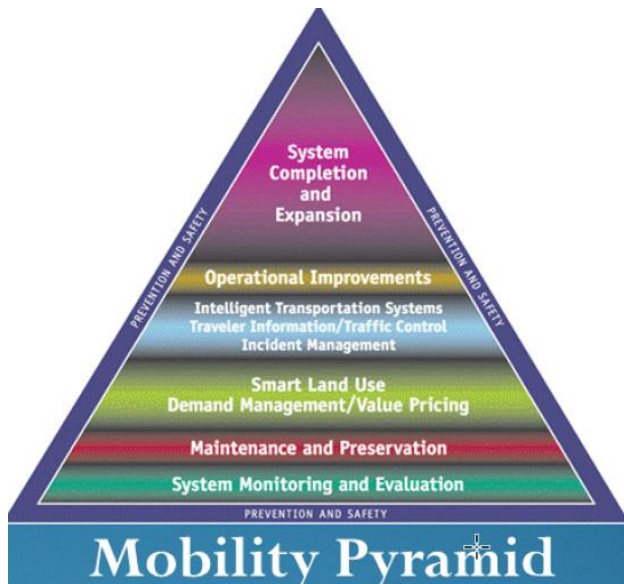 System
Completion
and
Expansion
PREVENTION AND SAFETY
PREVENTION AND SAFETY
Operational Improvements
Intelligent Transportation Systems
Traveler Information/Traffic Control
Incident Management
Smart Land Use
Demand Management/Value Pricing
Maintenance and Preservation
System Monitoring and Evaluation
PREVENTION AND SAFETY
Mobility Pyramid